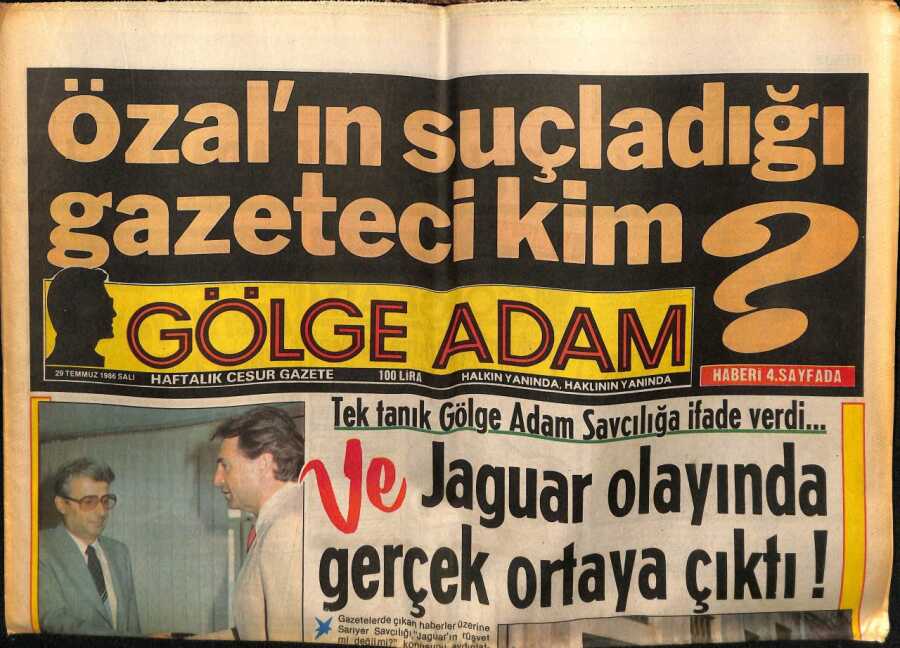 özal'ın suçladığı
gazeteci kim ?
GÖLGE ADAM
29 TEMMUZ 1986 SALI HAFTALIK CESUR GAZETE 100 LİRA HALKIN YANINDA, HAKLININ YANINDA
HABERİ 4.SAYFADA
Tek tanık Gölge Adam Savcılığa ifade verdi...
Ve Jaguar olayında
gerçek ortaya çıktı !
Gazetelerde çıkan haberler üzerine
Sarıyer Savcılığı, "Jaguar'ın rüşvet
mi değil mi?" konusunu